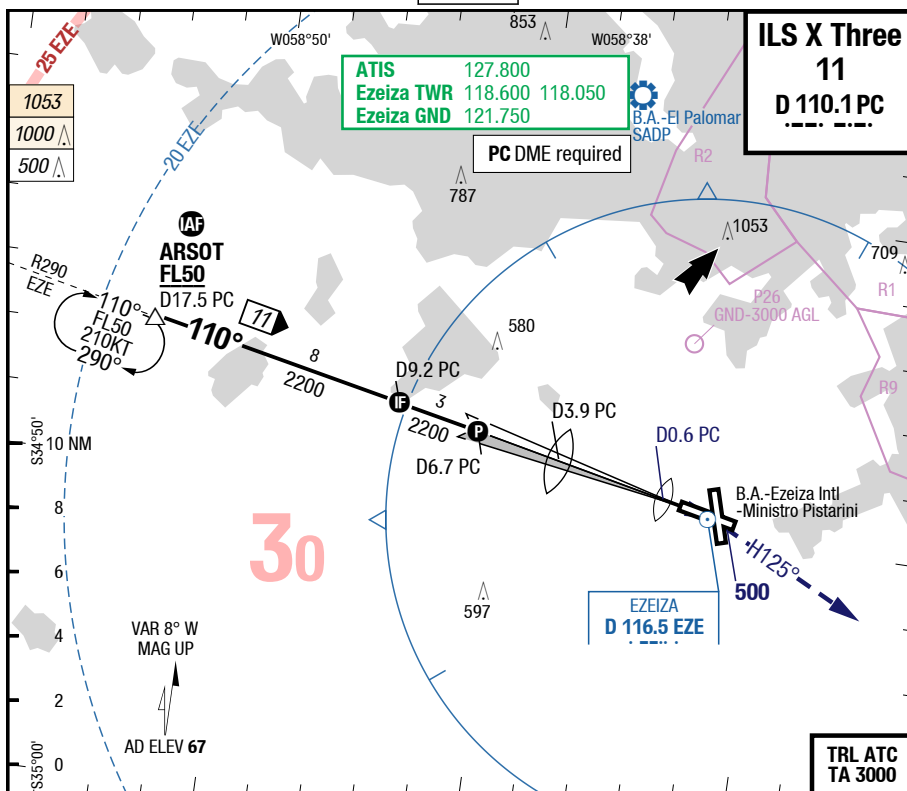 853
W058°50'
W058°38'
25 EZE
ILS X Three
11
D 110.1 PC
ATIS 127.800
Ezeiza TWR 118.600 118.050
Ezeiza GND 121.750
1053
1000
500
20 EZE
B.A.-El Palomar
SADP
PC DME required
R2
787
IAF
ARSOT
FL50
D17.5 PC
1053
709
R290
EZE
P26
GND-3000 AGL
R1
110°
FL50
210KT
290°
110°
11
580
8
2200
D9.2 PC
IF
3
2200
D3.9 PC
R9
P
D6.7 PC
D0.6 PC
S34°50'
10 NM
8
6
4
2
0
S35°00'
B.A.-Ezeiza Intl
-Ministro Pistarini
H125°
500
30
597
EZEIZA
D 116.5 EZE
VAR 8° W
MAG UP
AD ELEV 67
TRL ATC
TA 3000